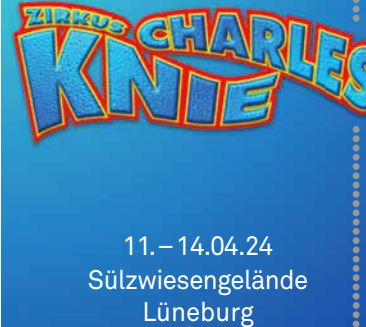 ZIRKUS CHARLES
KNIE
11. – 14.04.24
Sülzwiesengelände
Lüneburg